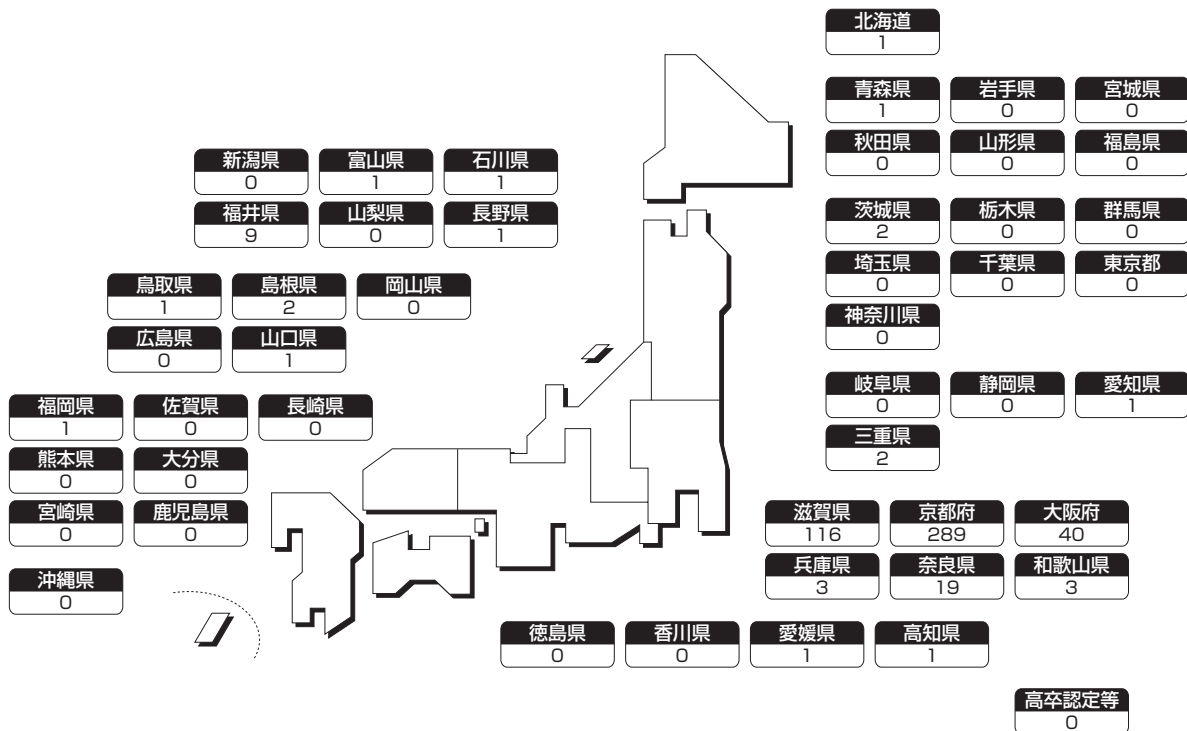 北海道
1
青森県 岩手県 宮城県
1 0 0
秋田県 山形県 福島県
0 0 0
新潟県 富山県 石川県
0 1 1
福井県 山梨県 長野県
9 0 1
茨城県 栃木県 群馬県
2 0 0
埼玉県 千葉県 東京都
0 0 0
神奈川県
0
鳥取県 島根県 岡山県
1 2 0
広島県 山口県
0 1
岐阜県 静岡県 愛知県
0 0 1
三重県
2
福岡県 佐賀県 長崎県
1 0 0
熊本県 大分県
0 0
宮崎県 鹿児島県
0 0
沖縄県
0
滋賀県 京都府 大阪府
116 289 40
兵庫県 奈良県 和歌山県
3 19 3
徳島県 香川県 愛媛県 高知県
0 0 1 1
高卒認定等
0